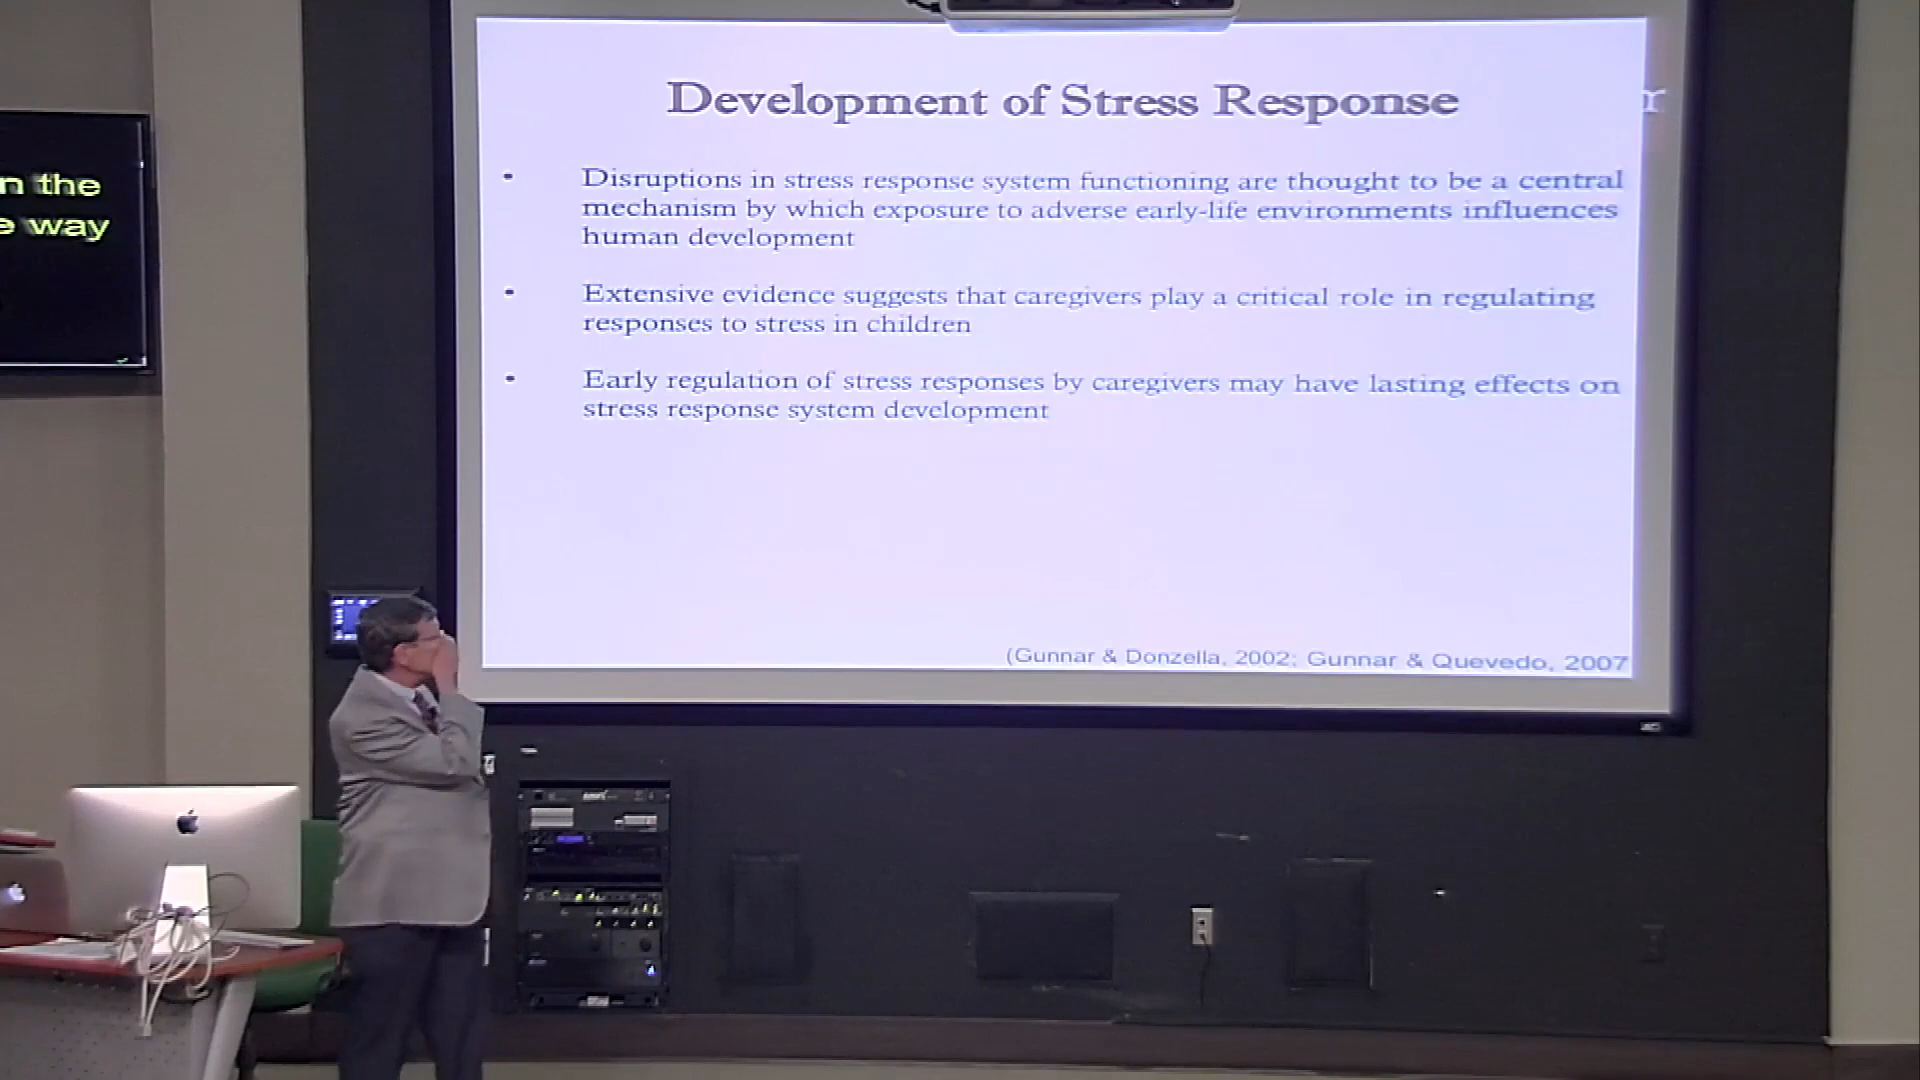 n the
e way
Development of Stress Response
r
• Disruptions in stress response system functioning are thought to be a central
mechanism by which exposure to adverse early-life environments influences
human development
• Extensive evidence suggests that caregivers play a critical role in regulating
responses to stress in children
• Early regulation of stress responses by caregivers may have lasting effects on
stress response system development
(Gunnar & Donzella, 2002; Gunnar & Quevedo, 2007